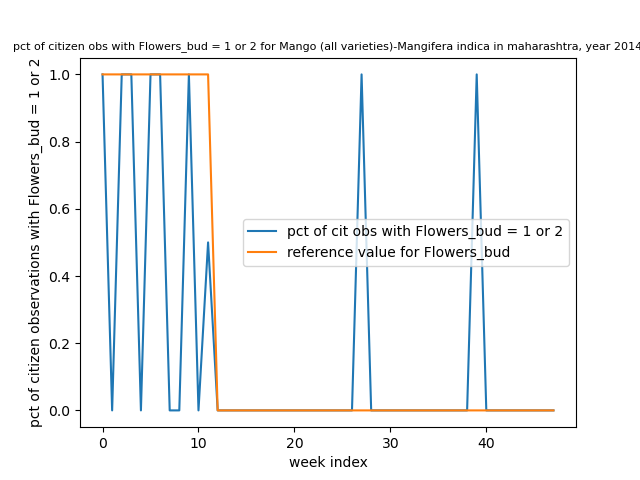 pct of citizen obs with Flowers_bud = 1 or 2 for Mango (all varieties)-Mangifera indica in maharashtra, year 2014
pct of citizen observations with Flowers_bud = 1 or 2
1.0
0.8
0.6
0.4
0.2
0.0
pct of cit obs with Flowers_bud = 1 or 2
reference value for Flowers_bud
0 10 20 30 40
week index